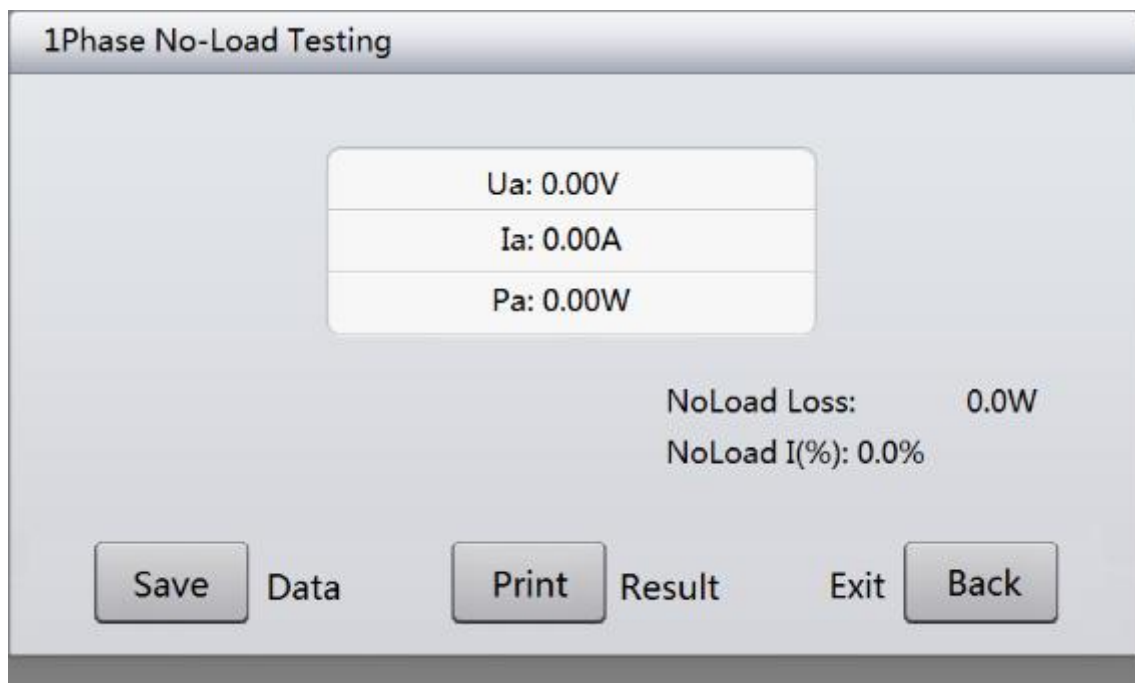 1Phase No-Load Testing
Ua: 0.00V
Ia: 0.00A
Pa: 0.00W
NoLoad Loss: 0.0W
NoLoad I(%): 0.0%
Save Data Print Result Exit Back